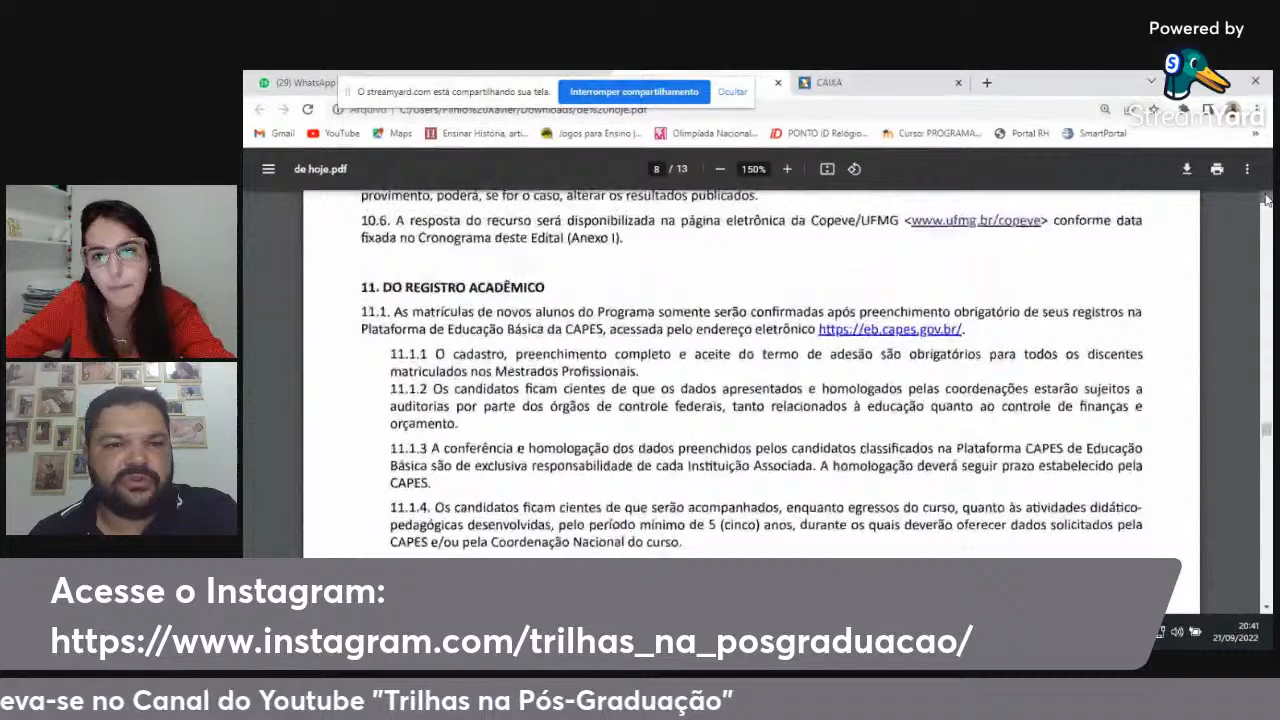 Powered by
StreamYard
(29) WhatsApp
O streamyard.com está compartilhando sua tela.
Interromper compartilhamento
Ocultar
CAIXA
Arquivo
C:/Users/Plinio%20Xavier/Downloads/de%20hoje.pdf
Gmail
YouTube
Maps
Ensinar História, arti...
Jogos para Ensino |...
Olimpíada Nacional...
PONTO iD Relógio...
Curso: PROGRAMA...
Portal RH
SmartPortal
de hoje.pdf
8 / 13
150%
provimento, poderá, se for o caso, alterar os resultados publicados.
10.6. A resposta do recurso será disponibilizada na página eletrônica da Copeve/UFMG <www.ufmg.br/copeve> conforme data
fixada no Cronograma deste Edital (Anexo I).
11. DO REGISTRO ACADÊMICO
11.1. As matrículas de novos alunos do Programa somente serão confirmadas após preenchimento obrigatório de seus registros na
Plataforma de Educação Básica da CAPES, acessada pelo endereço eletrônico https://eb.capes.gov.br/.
11.1.1 O cadastro, preenchimento completo e aceite do termo de adesão são obrigatórios para todos os discentes
matriculados nos Mestrados Profissionais.
11.1.2 Os candidatos ficam cientes de que os dados apresentados e homologados pelas coordenações estarão sujeitos a
auditorias por parte dos órgãos de controle federais, tanto relacionados à educação quanto ao controle de finanças e
orçamento.
11.1.3 A conferência e homologação dos dados preenchidos pelos candidatos classificados na Plataforma CAPES de Educação
Básica são de exclusiva responsabilidade de cada Instituição Associada. A homologação deverá seguir prazo estabelecido pela
CAPES.
11.1.4. Os candidatos ficam cientes de que serão acompanhados, enquanto egressos do curso, quanto às atividades didático-
pedagógicas desenvolvidas, pelo período mínimo de 5 (cinco) anos, durante os quais deverão oferecer dados solicitados pela
CAPES e/ou pela Coordenação Nacional do curso.
Acesse o Instagram:
https://www.instagram.com/trilhas_na_posgraduacao/
20:41
21/09/2022
eva-se no Canal do Youtube "Trilhas na Pós-Graduação"